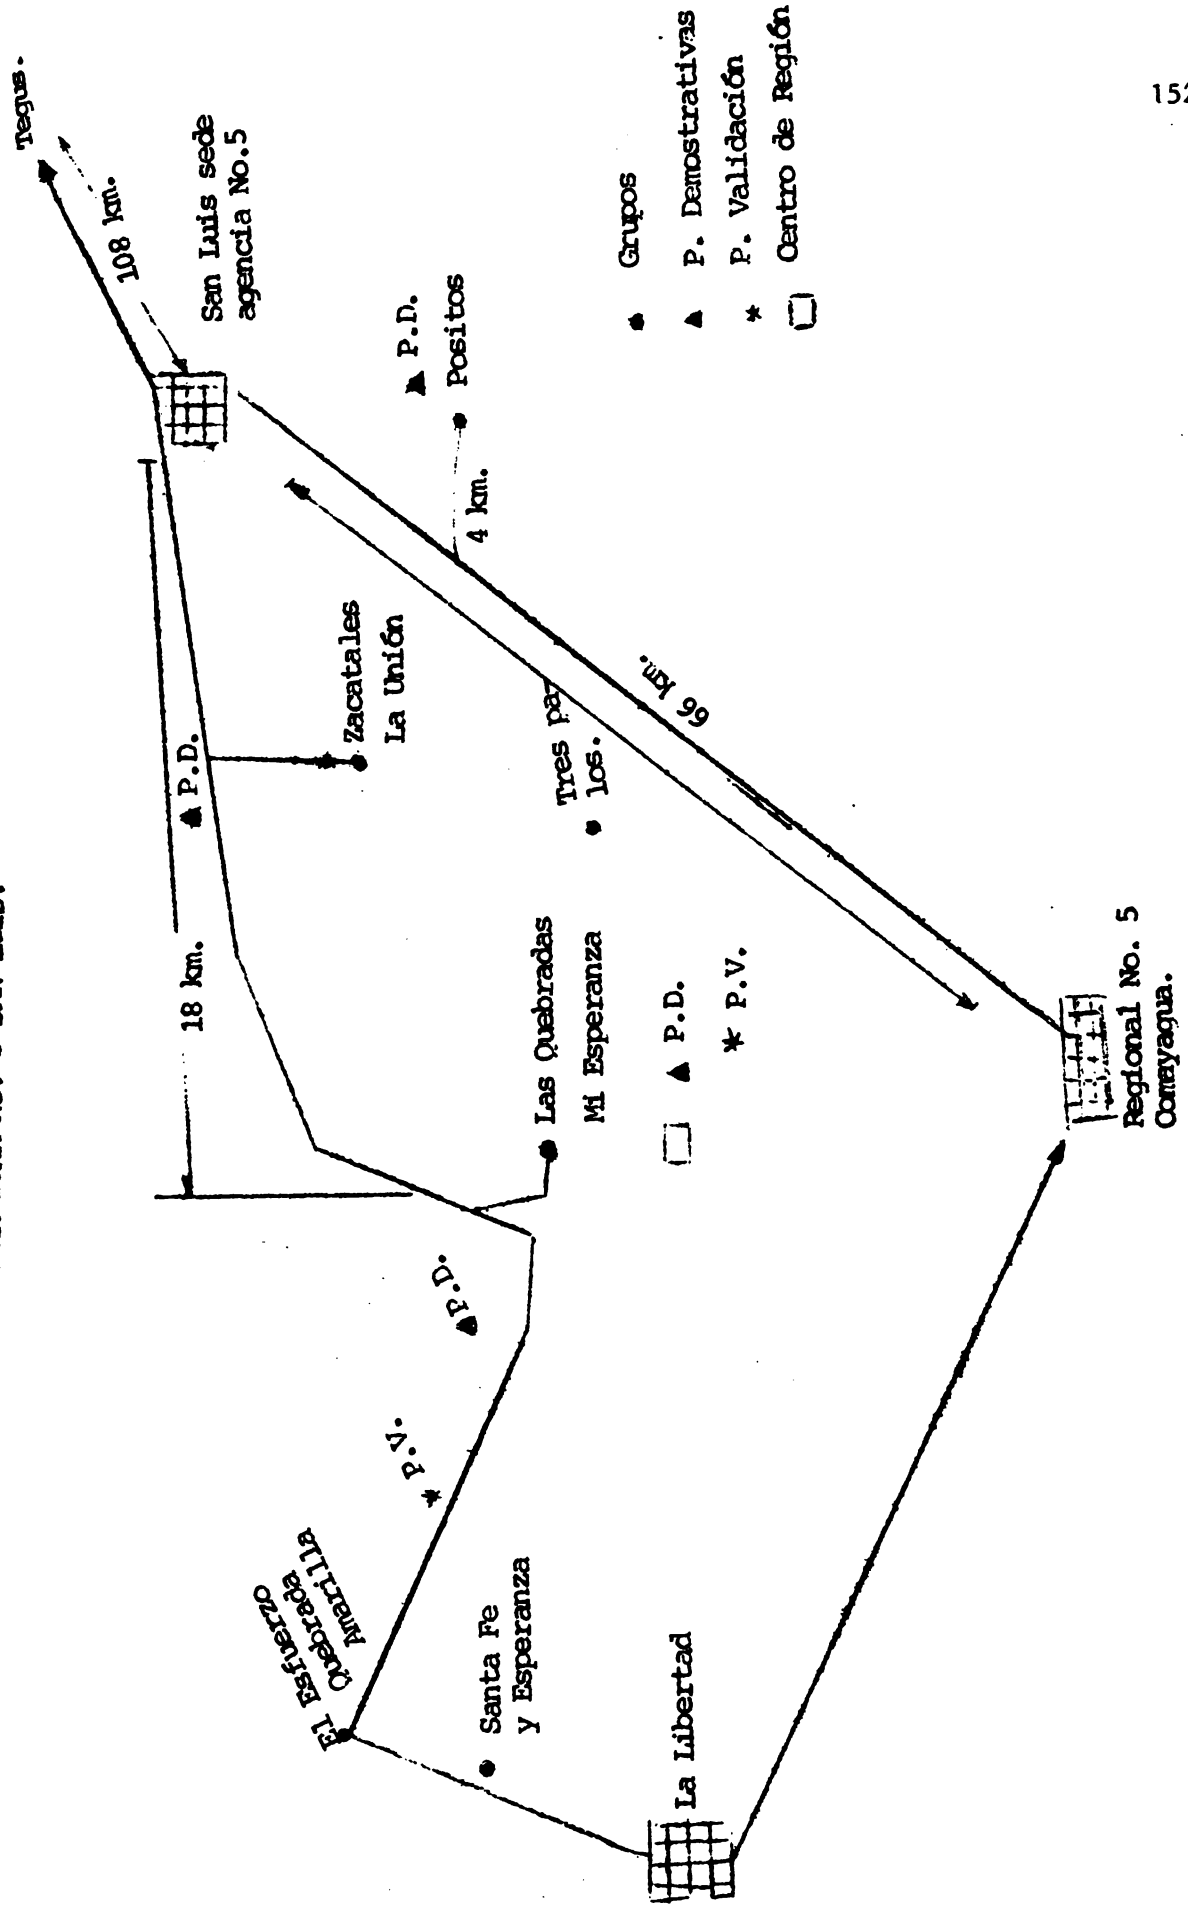 Tegus.
108 km.
San Luis sede
agencia No.5
P.D.
Positos
4 km.
18 km.
P.D.
Zacatales
La Unión
Tres pa-
los.
66 km.
Las Quebradas
Mi Esperanza
P.D.
* P.V.
P.D.
* P.V.
El Esfuerzo
Quebrada
Amarilla
Santa Fe
y Esperanza
La Libertad
Regional No. 5
Comayagua.
Grupos
P. Demostrativas
* P. Validación
Centro de Región
152